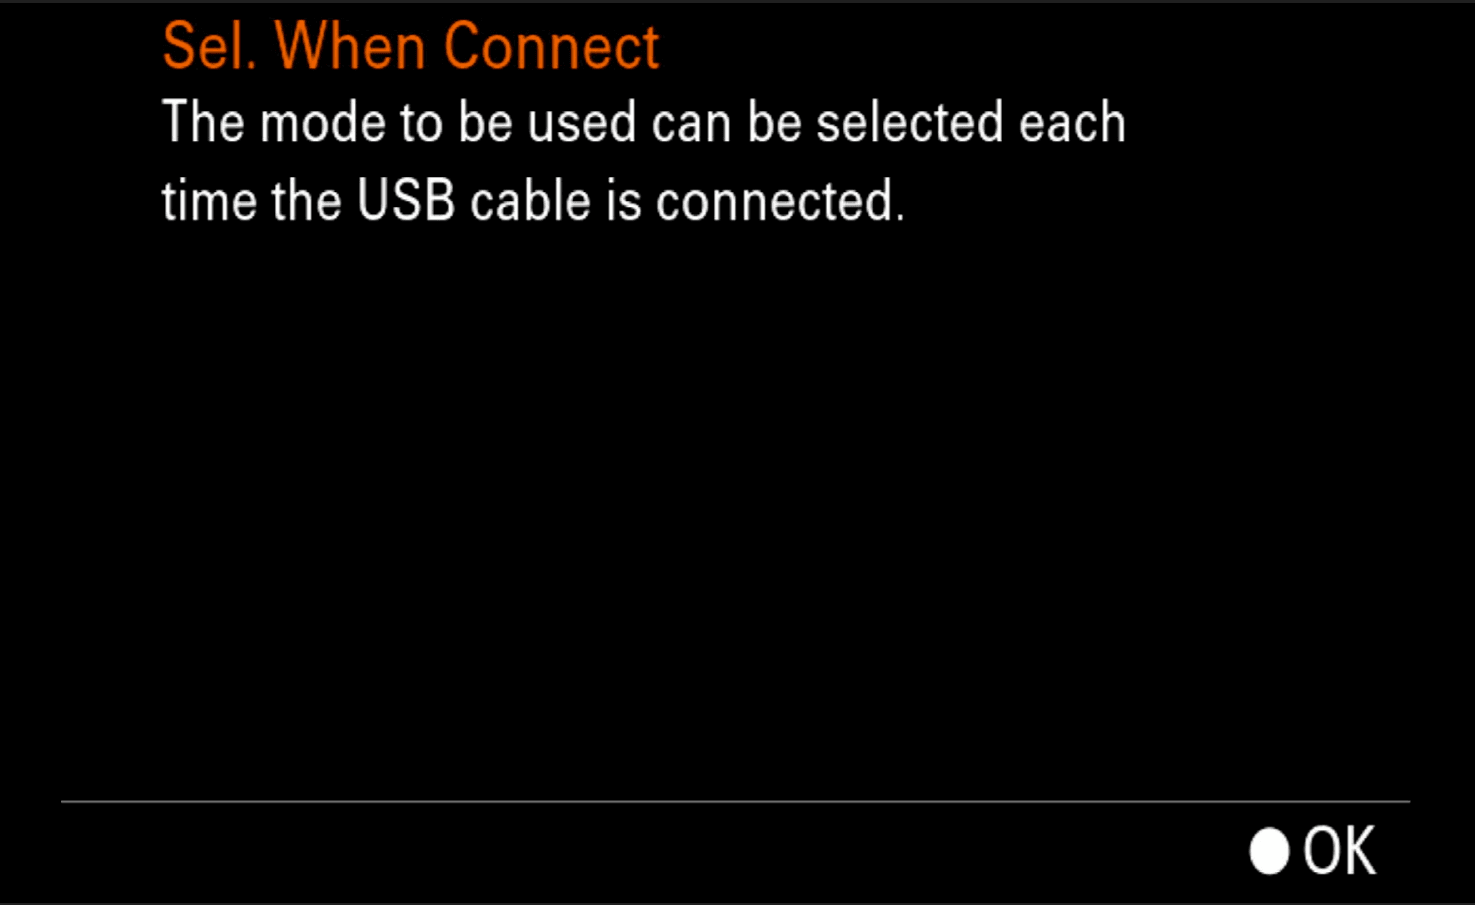 Sel. When Connect
The mode to be used can be selected each
time the USB cable is connected.
OK